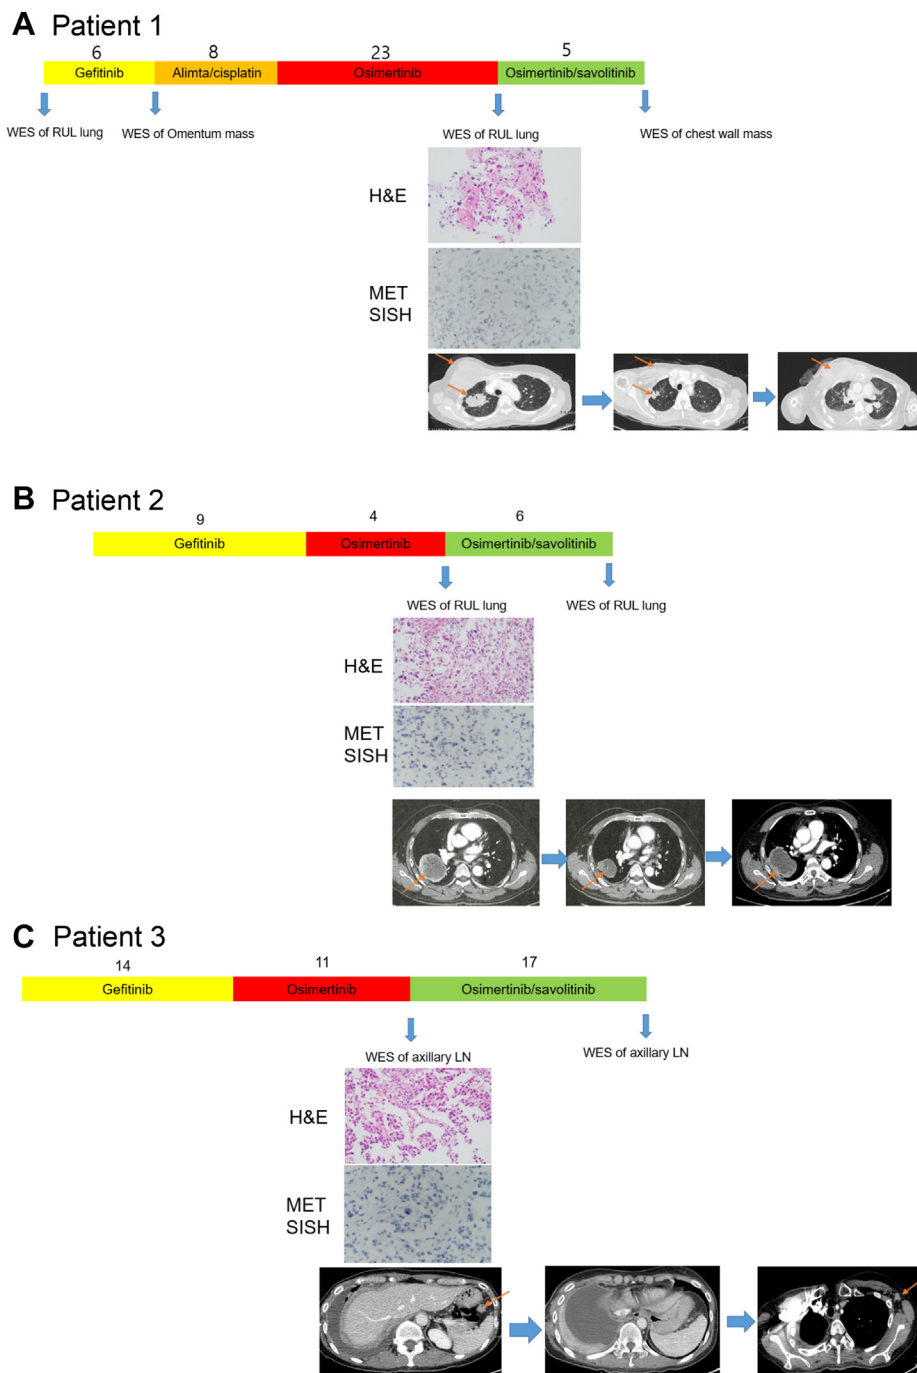 A Patient 1
6 8 23 5
Gefitinib Alimta/cisplatin Osimertinib Osimertinib/savolitinib
WES of RUL lung WES of Omentum mass WES of RUL lung WES of chest wall mass
H&E
MET
SISH
B Patient 2
9 4 6
Gefitinib Osimertinib Osimertinib/savolitinib
WES of RUL lung WES of RUL lung
H&E
MET
SISH
C Patient 3
14 11 17
Gefitinib Osimertinib Osimertinib/savolitinib
WES of axillary LN WES of axillary LN
H&E
MET
SISH